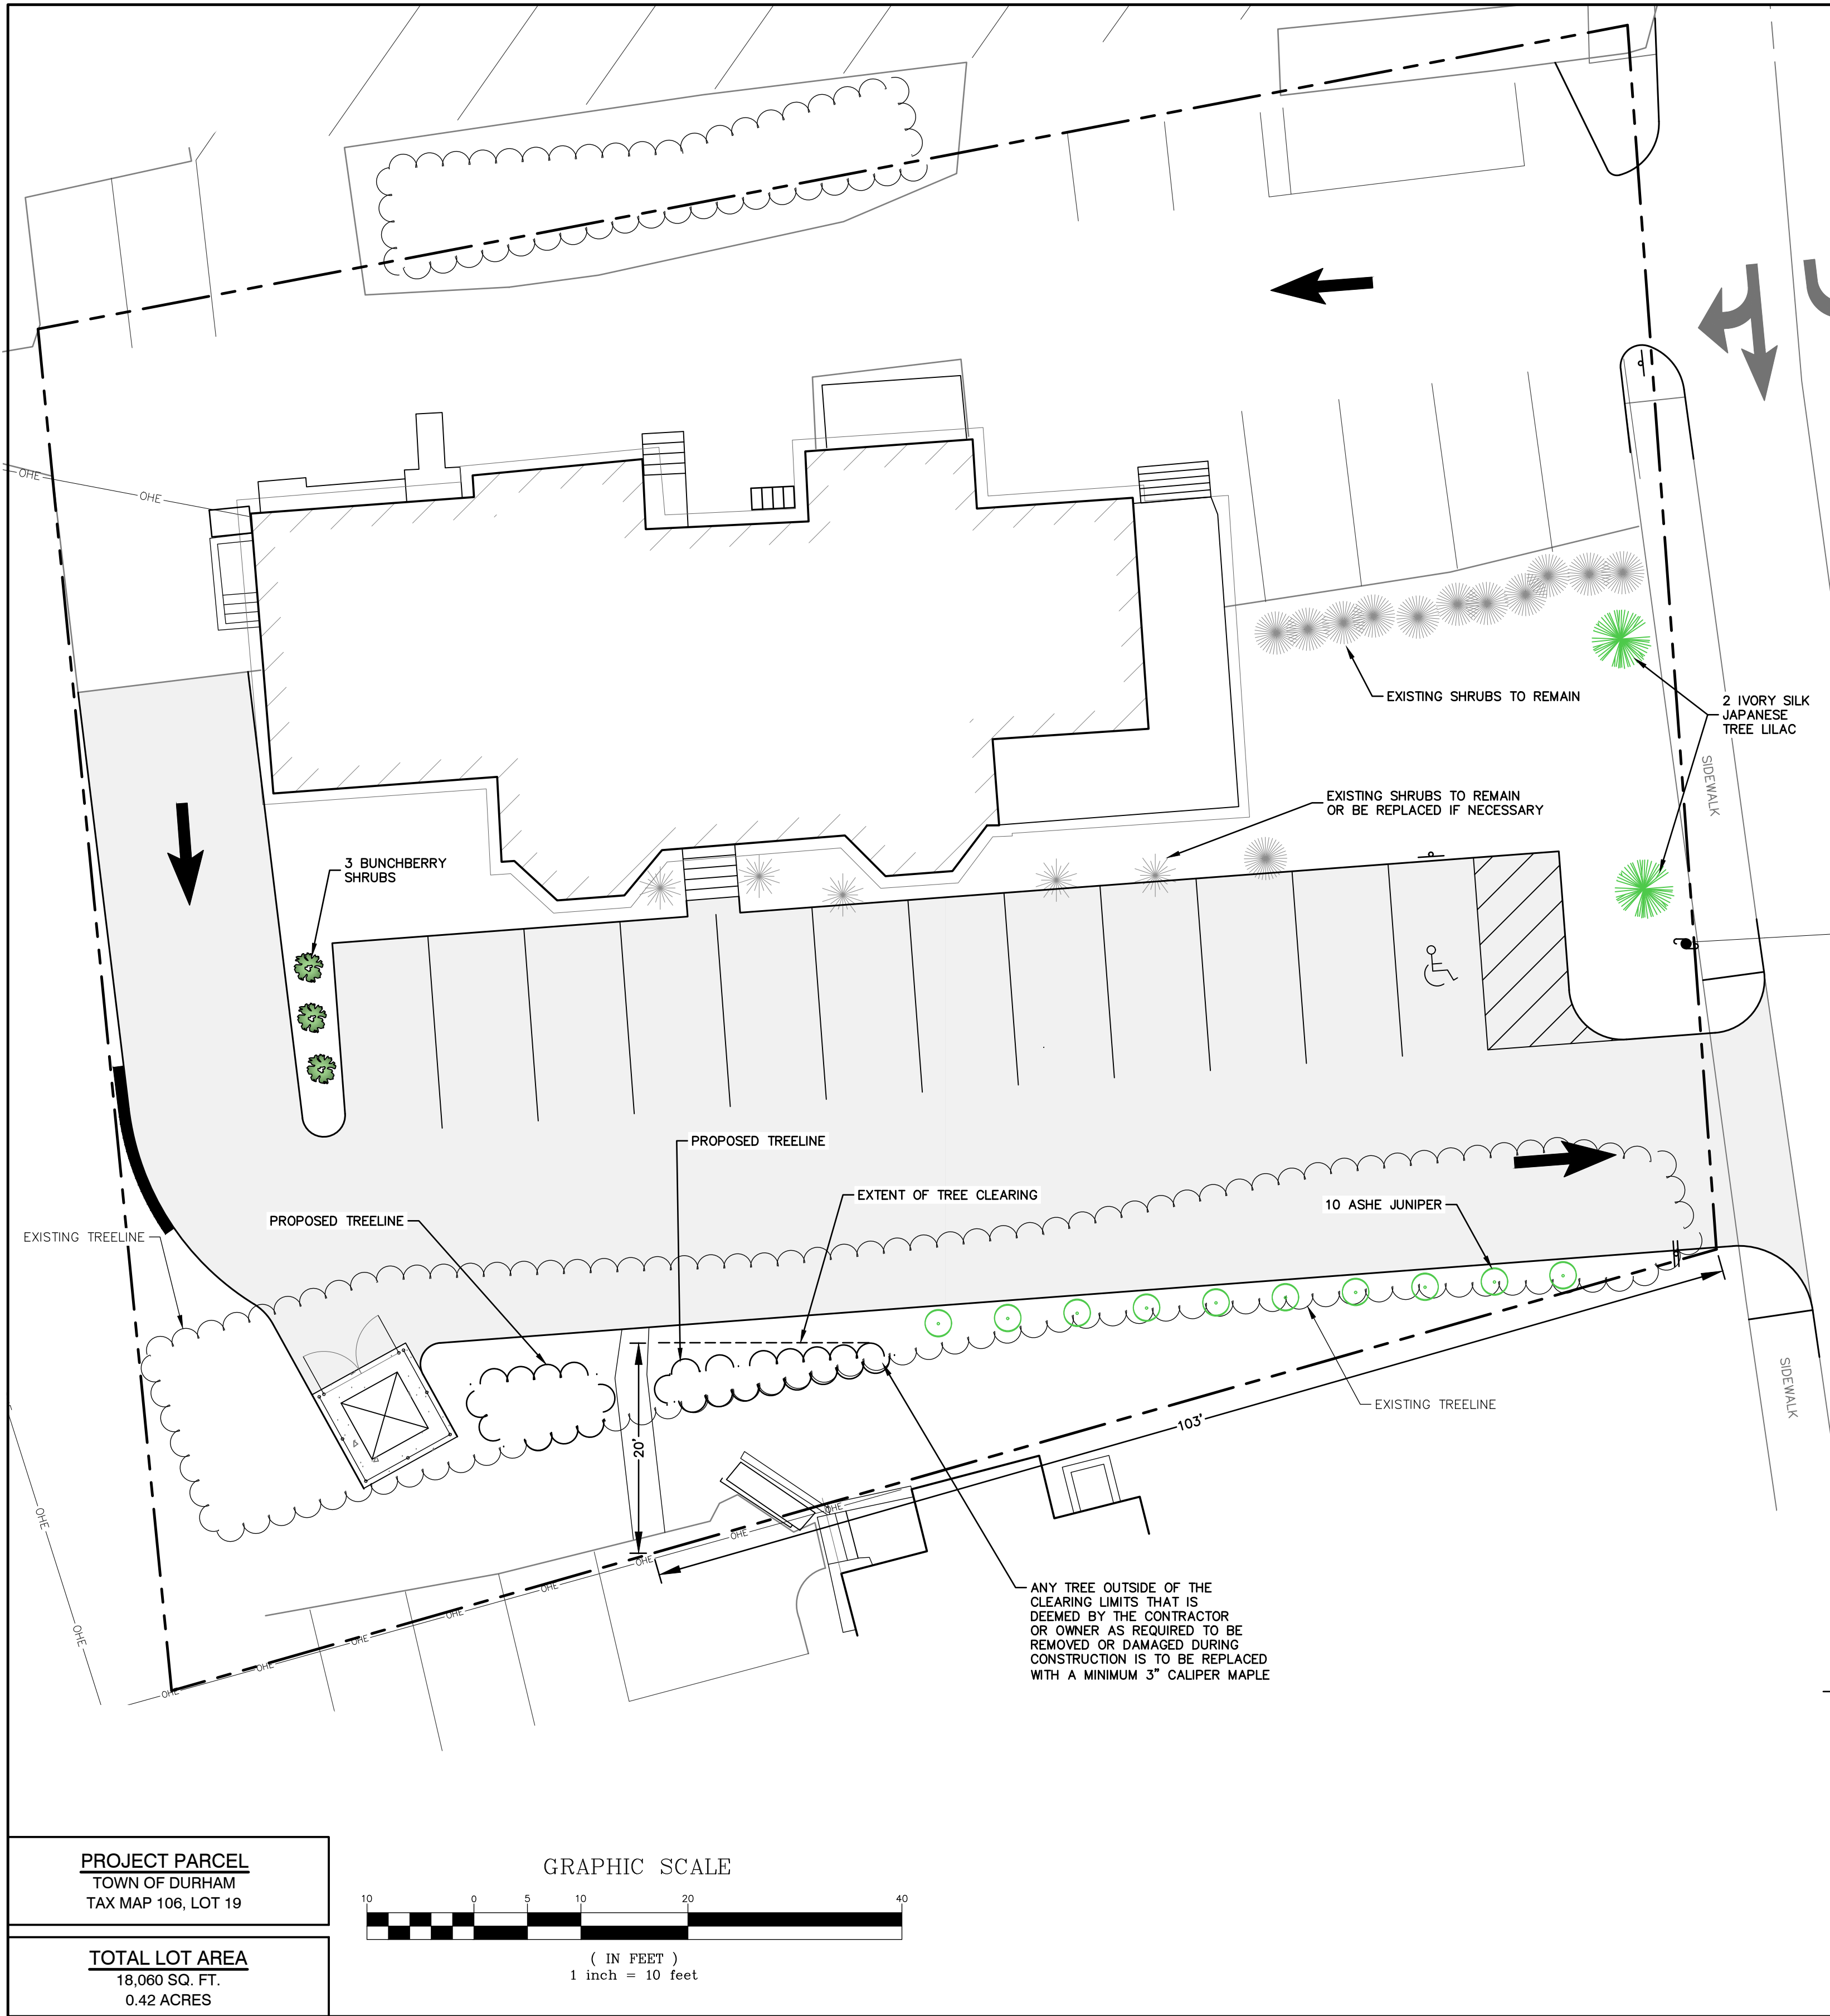 OHE
OHE
EXISTING SHRUBS TO REMAIN
2 IVORY SILK
JAPANESE
TREE LILAC
SIDEWALK
EXISTING SHRUBS TO REMAIN
OR BE REPLACED IF NECESSARY
3 BUNCHBERRY
SHRUBS
PROPOSED TREELINE
EXTENT OF TREE CLEARING
10 ASHE JUNIPER
PROPOSED TREELINE
EXISTING TREELINE
SIDEWALK
EXISTING TREELINE
103'
20'
OHE
OHE
OHE
OHE
OHE
OHE
OHE
OHE
OHE
OHE
ANY TREE OUTSIDE OF THE
CLEARING LIMITS THAT IS
DEEMED BY THE CONTRACTOR
OR OWNER AS REQUIRED TO BE
REMOVED OR DAMAGED DURING
CONSTRUCTION IS TO BE REPLACED
WITH A MINIMUM 3" CALIPER MAPLE
PROJECT PARCEL
TOWN OF DURHAM
TAX MAP 106, LOT 19
TOTAL LOT AREA
18,060 SQ. FT.
0.42 ACRES
GRAPHIC SCALE
10 0 5 10 20 40
( IN FEET )
1 inch = 10 feet